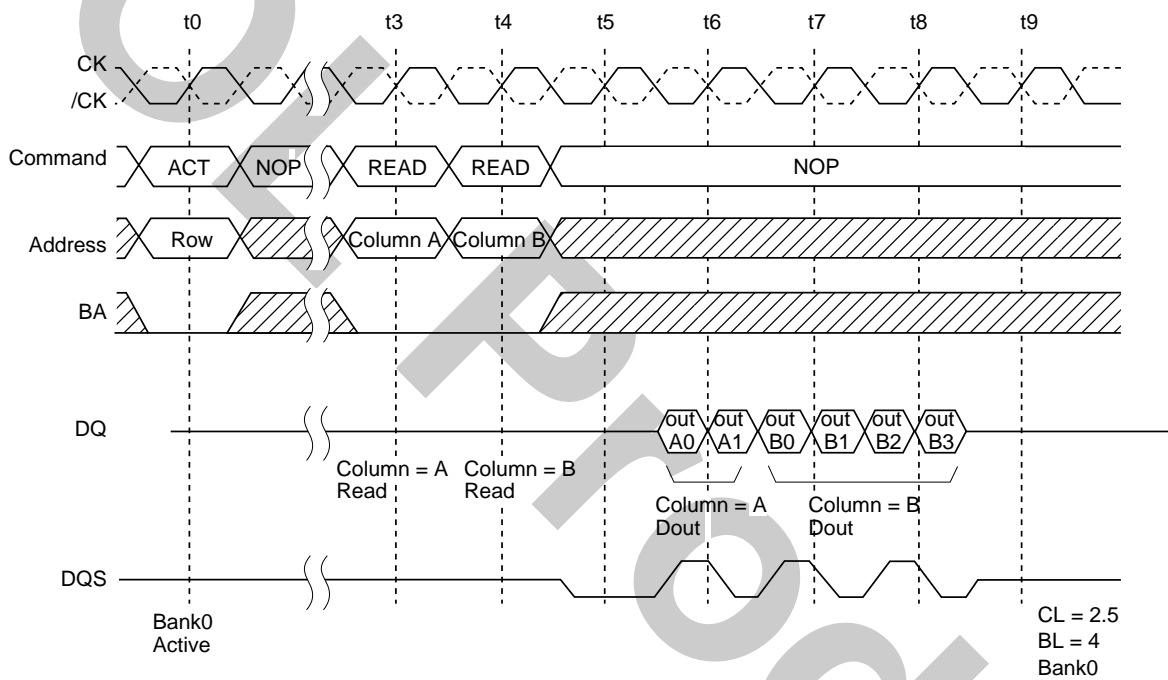 t0 t3 t4 t5 t6 t7 t8 t9
CK
/CK
Command ACT NOP READ READ NOP
Address Row Column A Column B
BA
DQ out A0 out A1 out B0 out B1 out B2 out B3
Column = A Read
Column = B Read
Column = A Dout
Column = B Dout
DQS
Bank0
Active
CL = 2.5
BL = 4
Bank0